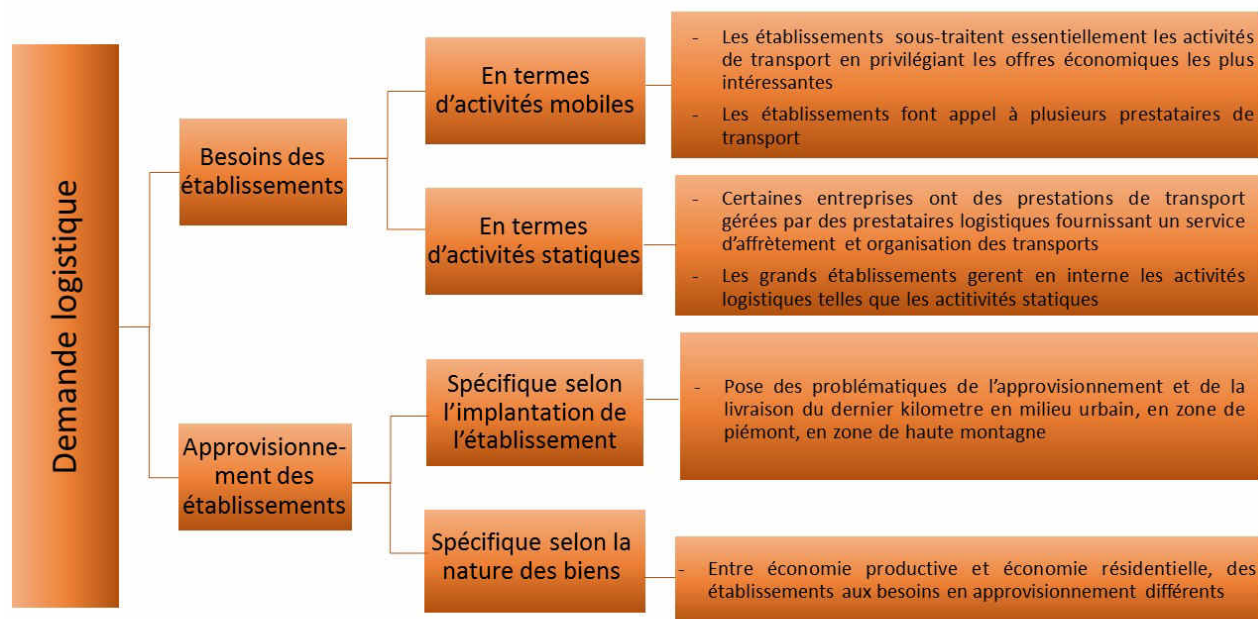 Demande logistique
Besoins des
établissements
En termes
d'activités mobiles
- Les établissements sous-traitent essentiellement les activités
de transport en privilégiant les offres économiques les plus
intéressantes
- Les établissements font appel à plusieurs prestataires de
transport
En termes
d'activités statiques
- Certaines entreprises ont des prestations de transport
gérées par des prestataires logistiques fournissant un service
d'affrètement et organisation des transports
- Les grands établissements gerent en interne les activités
logistiques telles que les actitivités statiques
Approvisionne-
ment des
établissements
Spécifique selon
l'implantation de
l'établissement
- Pose des problématiques de l'approvisionnement et de la
livraison du dernier kilometre en milieu urbain, en zone de
piémont, en zone de haute montagne
Spécifique selon la
nature des biens
- Entre économie productive et économie résidentielle, des
établissements aux besoins en approvisionnement différents